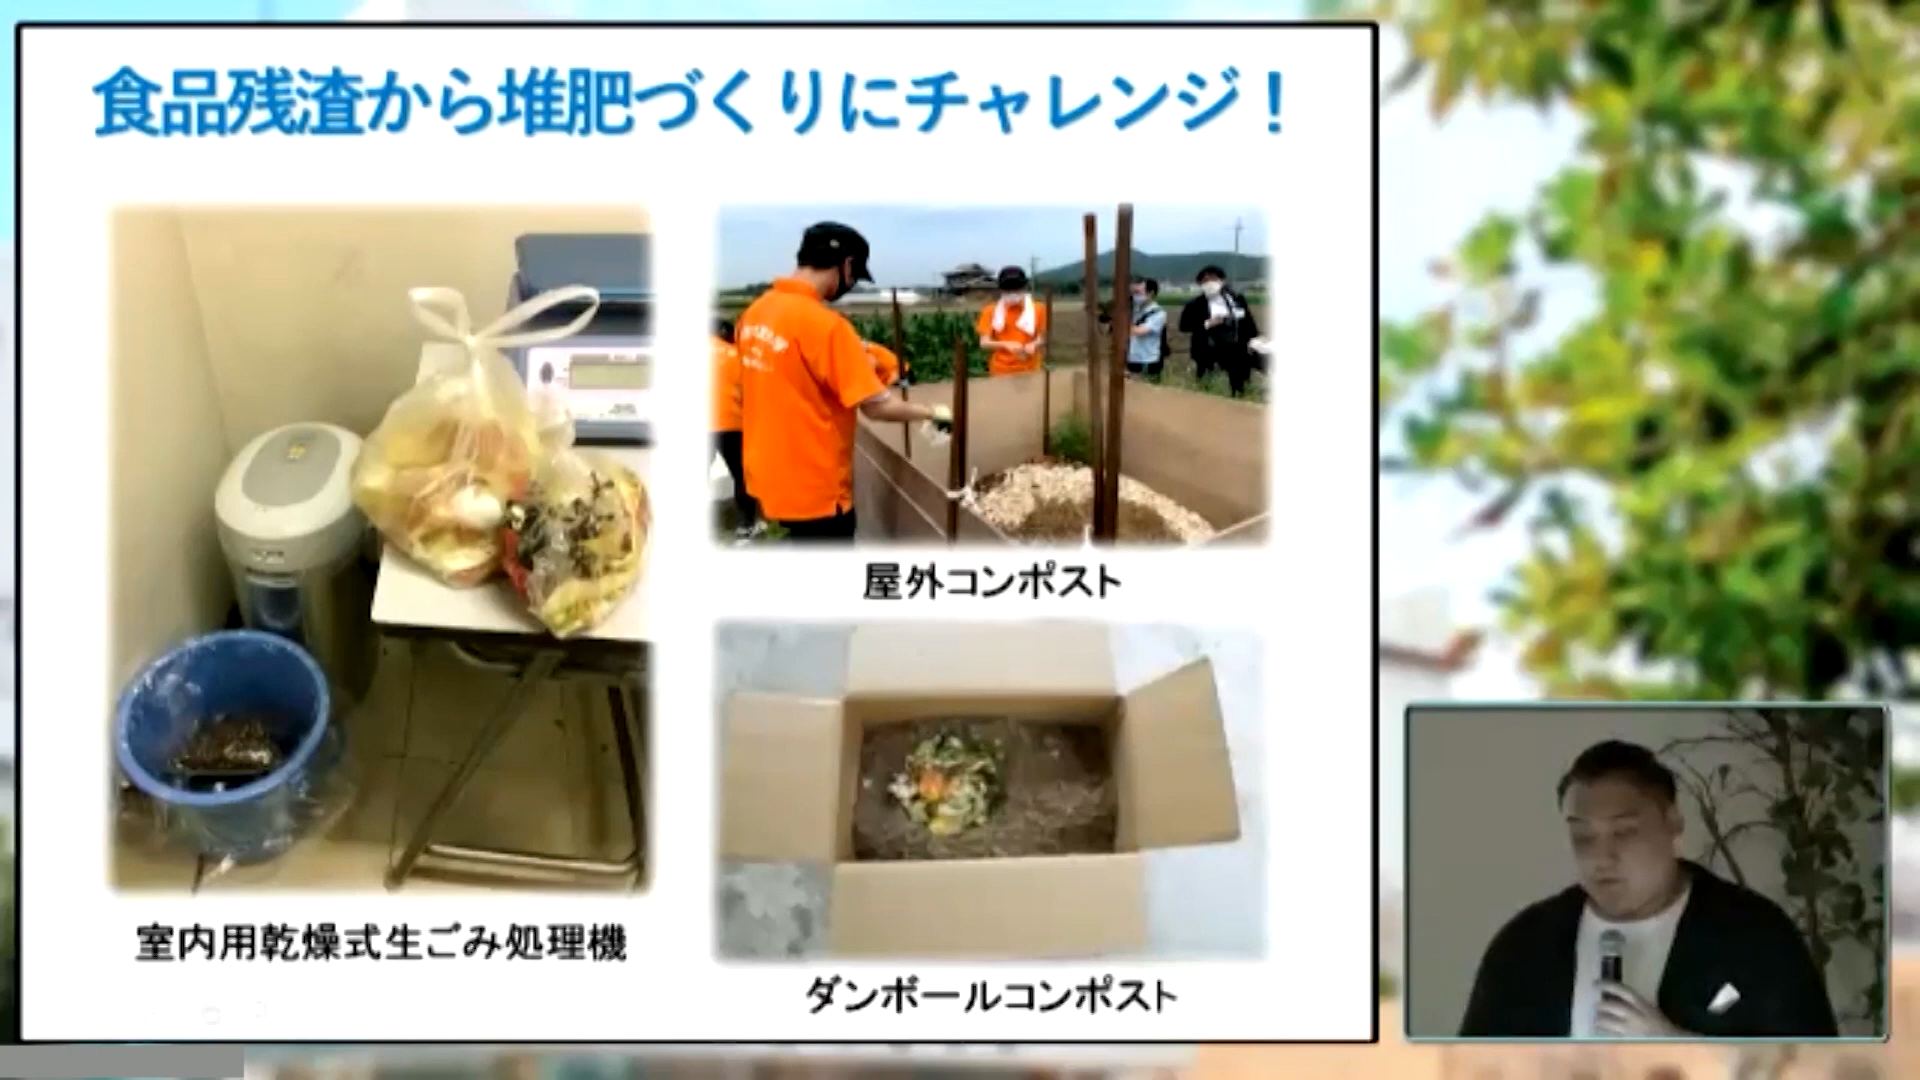 食品残渣から堆肥づくりにチャレンジ!
屋外コンポスト
室内用乾燥式生ごみ処理機
ダンボールコンポスト